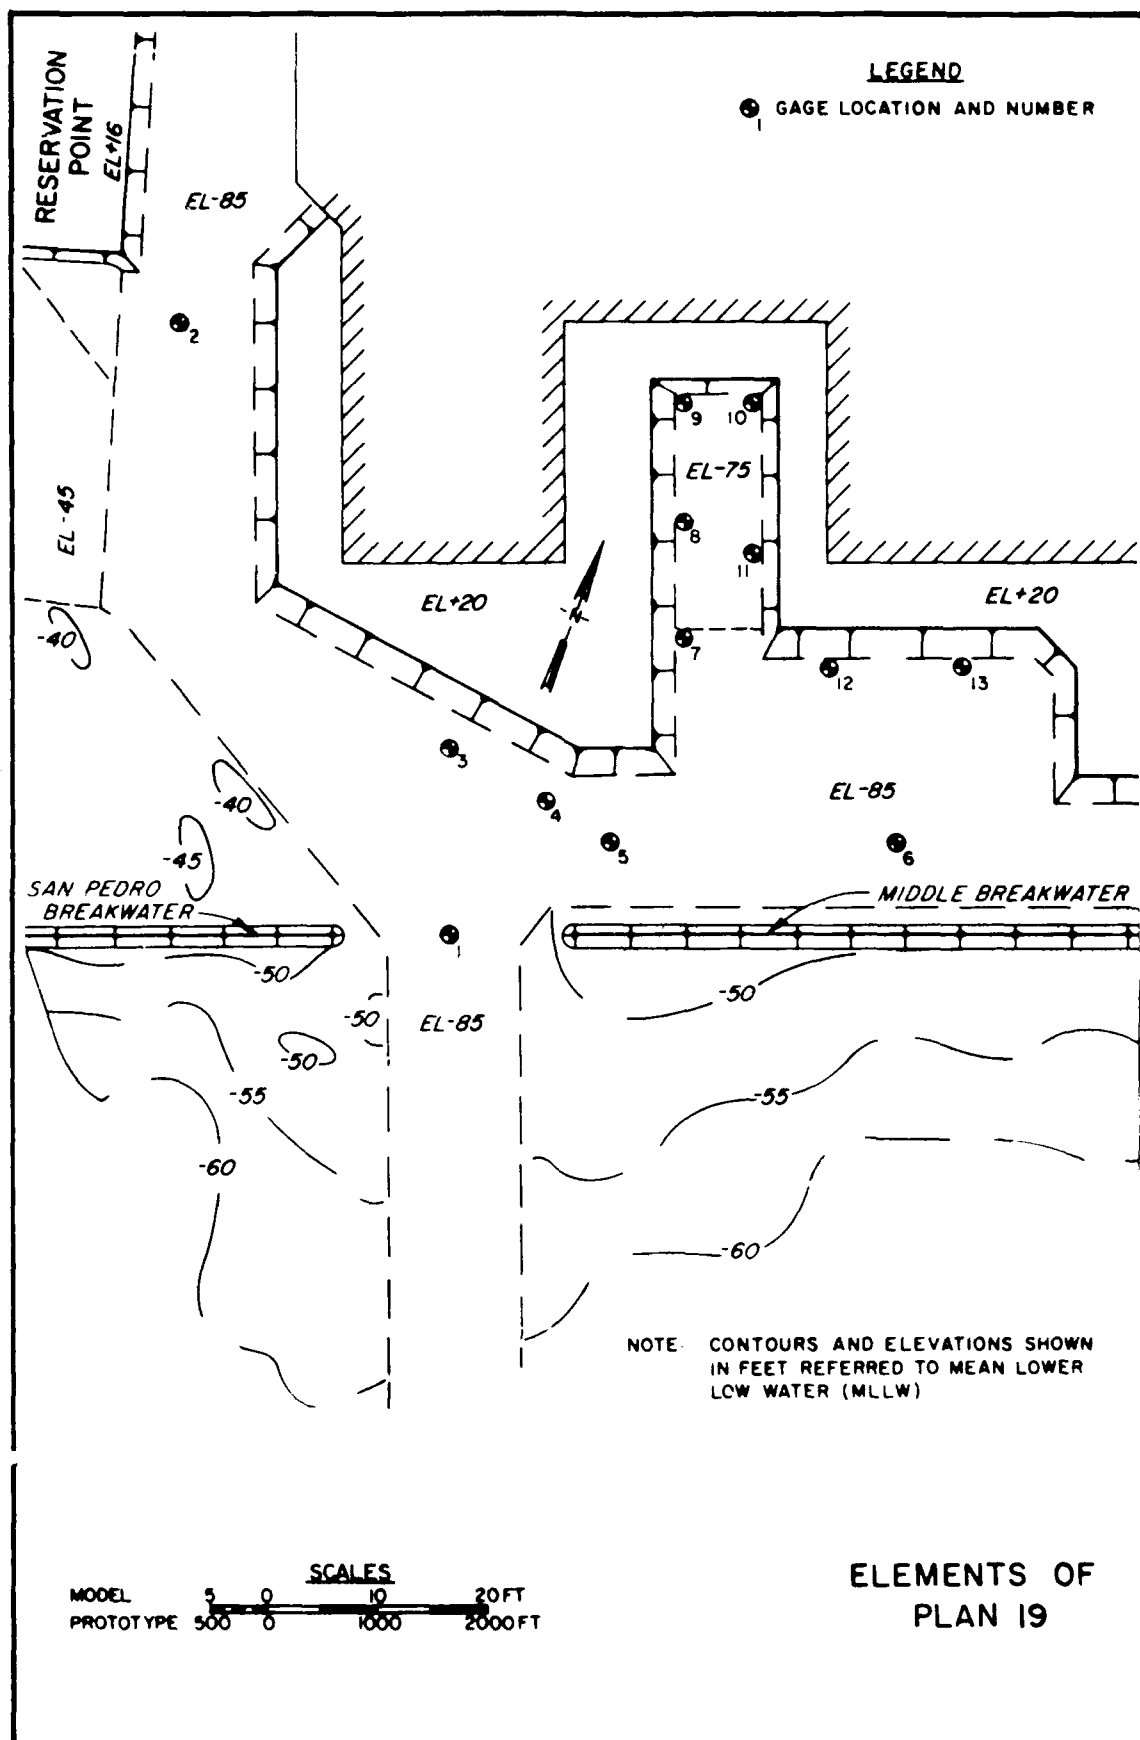 LEGEND
GAGE LOCATION AND NUMBER
1
RESERVATION
POINT
EL+16
EL-85
2
9
10
EL-75
8
11
EL-45
EL+20
EL+20
-40
7
12
13
3
-40
4
EL-85
5
6
-45
SAN PEDRO
BREAKWATER
MIDDLE BREAKWATER
1
-50
-50
-50
EL-85
-50
-55
-55
-60
-60
NOTE: CONTOURS AND ELEVATIONS SHOWN
IN FEET REFERRED TO MEAN LOWER
LOW WATER (MLLW)
SCALES
MODEL 5 0 10 20 FT
PROTOTYPE 500 0 1000 2000 FT
ELEMENTS OF
PLAN 19